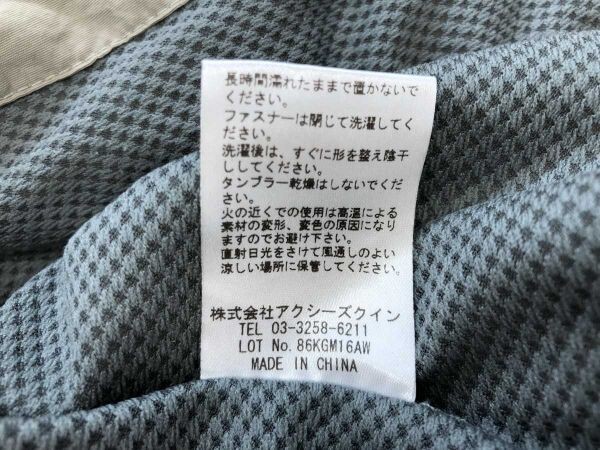 長時間濡れたままで置かないで
ください。
ファスナーは閉じて洗濯してく
ださい。
洗濯後は、すぐに形を整え陰干
ししてください。
タンブラー乾燥はしないでくだ
さい。
火の近くでの使用は高温による
素材の変形、変色の原因になり
ますのでお避け下さい。
直射日光をさけて風通しのよい
涼しい場所に保管してください。
株式会社アクシーズクイン
TEL 03-3258-6211
LOT No. 86KGM16AW
MADE IN CHINA